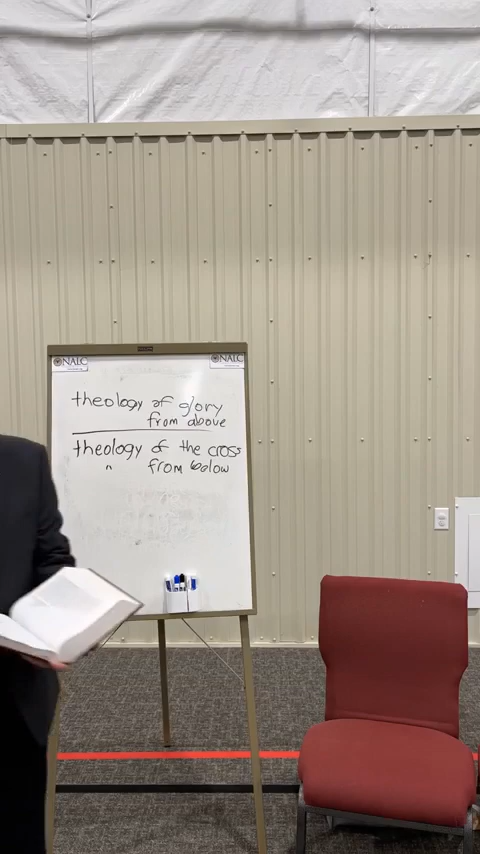 NALC
NALC
theology of glory
from above
theology of the cross
" from below